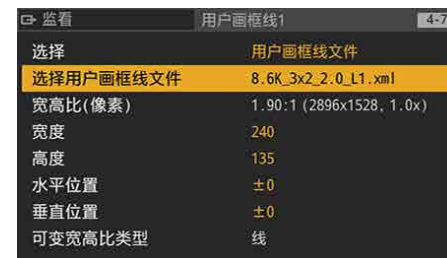 监看 用户画框线1 4-7
选择 用户画框线文件
选择用户画框线文件 8.6K_3x2_2.0_L1.xml
宽高比(像素) 1.90:1 (2896x1528, 1.0x)
宽度 240
高度 135
水平位置 ±0
垂直位置 ±0
可变宽高比类型 线